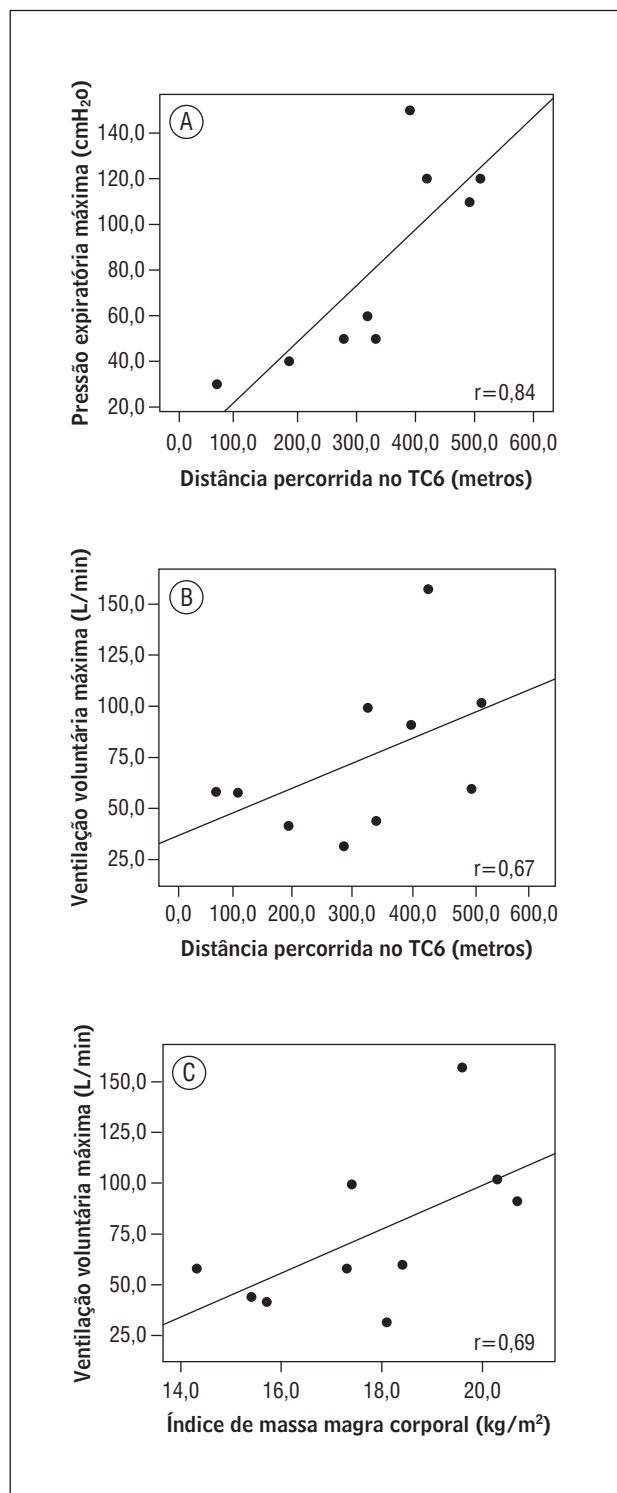 A
Pressão expiratória máxima (cmH₂o)
140,0
120,0
100,0
80,0
60,0
40,0
20,0
r=0,84
0,0 100,0 200,0 300,0 400,0 500,0 600,0
Distância percorrida no TC6 (metros)
B
Ventilação voluntária máxima (L/min)
150,0
125,0
100,0
75,0
50,0
25,0
r=0,67
0,0 100,0 200,0 300,0 400,0 500,0 600,0
Distância percorrida no TC6 (metros)
C
Ventilação voluntária máxima (L/min)
150,0
125,0
100,0
75,0
50,0
25,0
r=0,69
14,0 16,0 18,0 20,0
Índice de massa magra corporal (kg/m²)